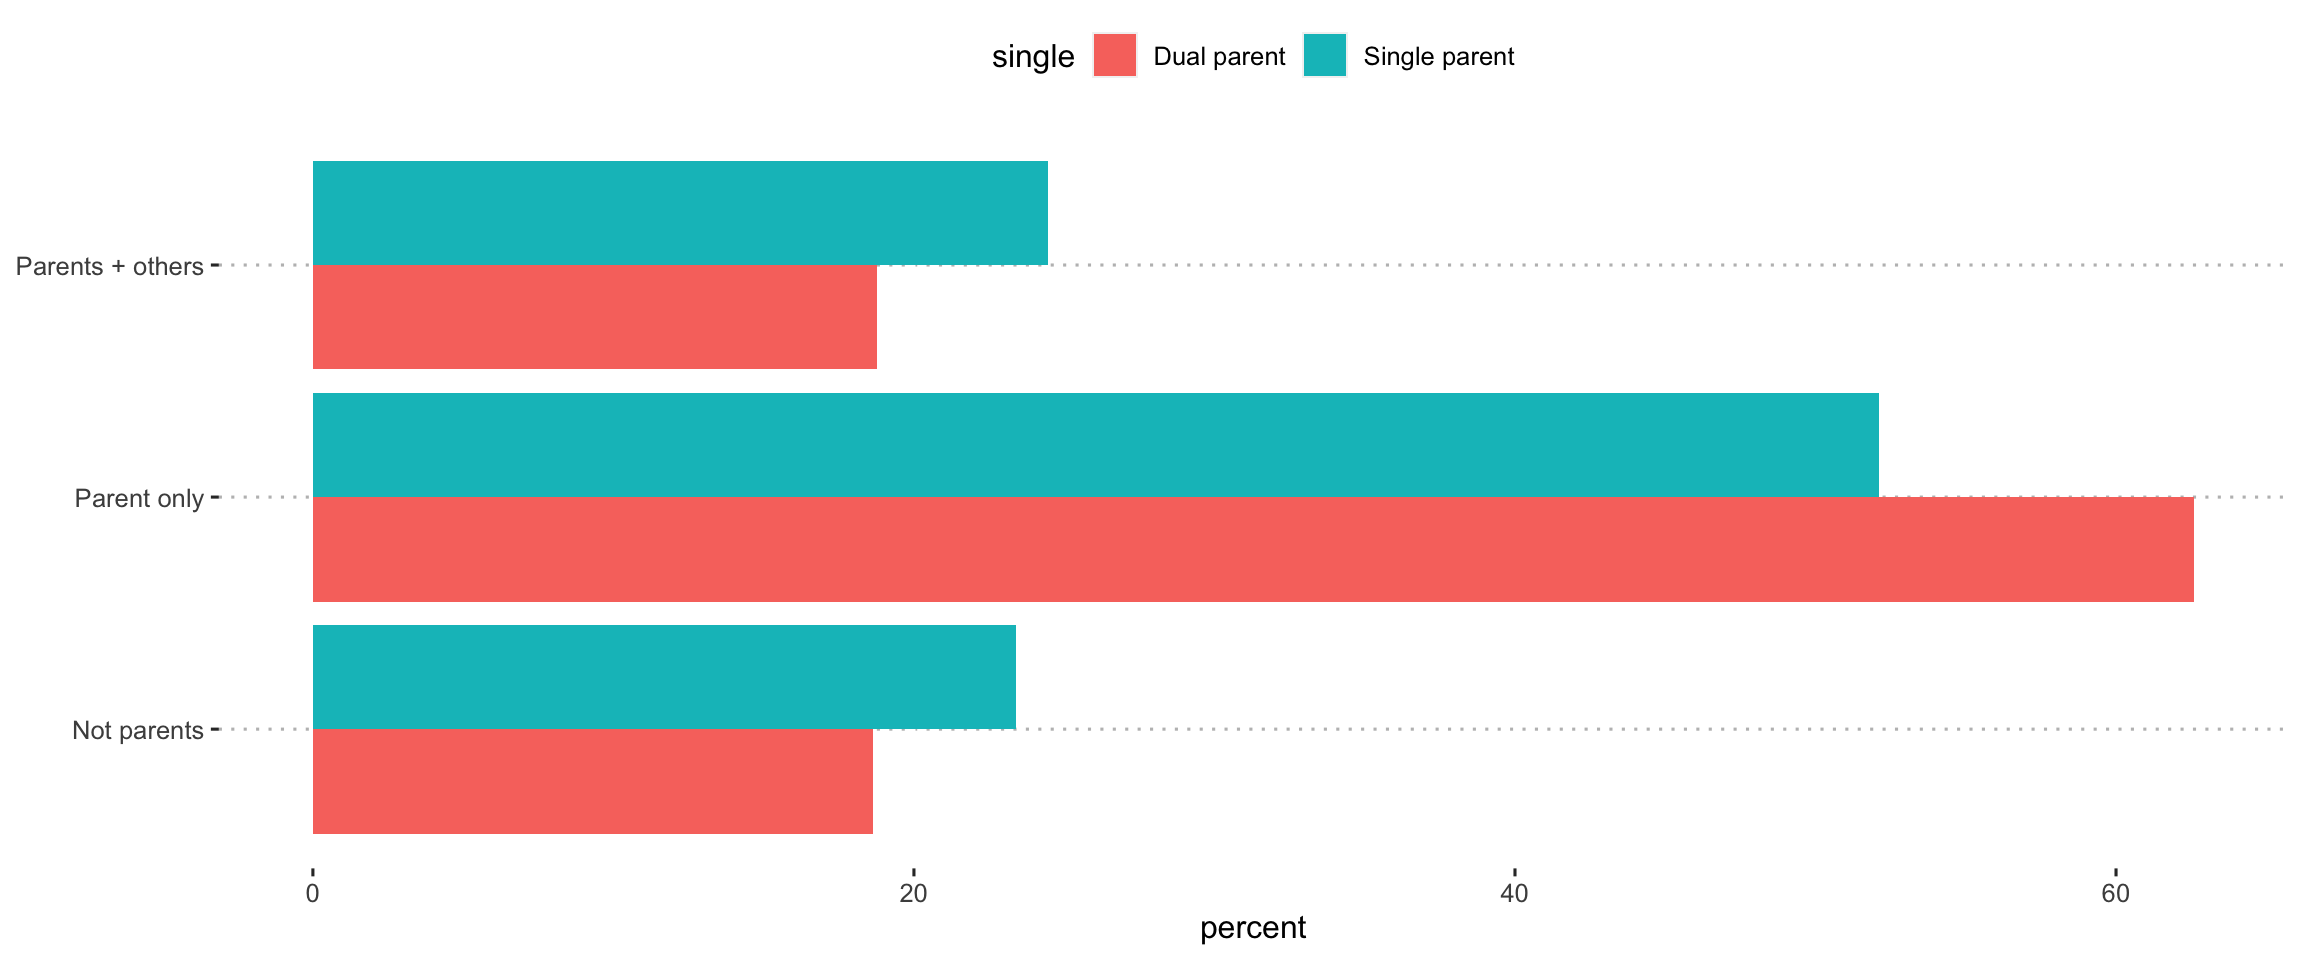 single Dual parent Single parent
Parents + others
Parent only
Not parents
0 20 40 60
percent